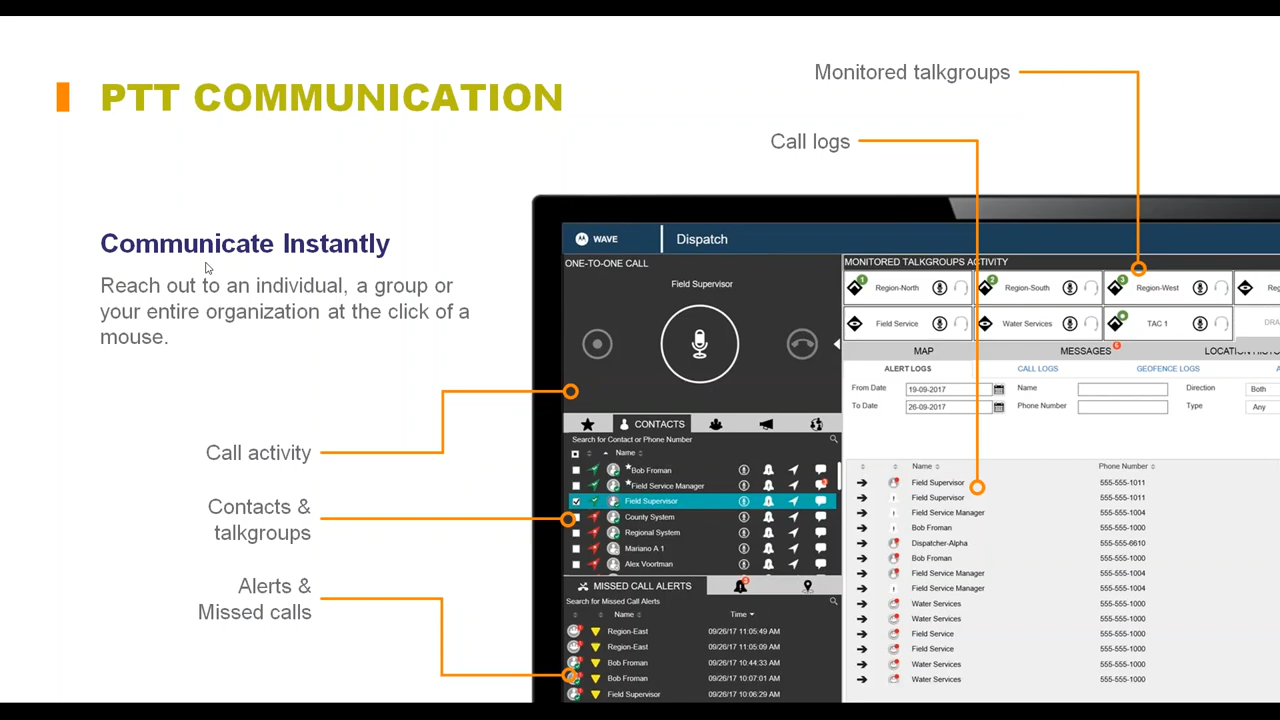 PTT COMMUNICATION
Monitored talkgroups
Call logs
Communicate Instantly
Reach out to an individual, a group or
your entire organization at the click of a
mouse.
Call activity
Contacts &
talkgroups
Alerts &
Missed calls
WAVE
Dispatch
ONE-TO-ONE CALL
Field Supervisor
CONTACTS
Search for Contact or Phone Number
Name
Bob Froman
Field Service Manager
Field Supervisor
County System
Regional System
Mariano A 1
Alex Voortman
MISSED CALL ALERTS
Search for Missed Call Alerts
Name Time
Region-East 09/26/17 11:05:49 AM
Region-East 09/26/17 11:05:09 AM
Bob Froman 09/26/17 10:44:33 AM
Bob Froman 09/26/17 10:07:01 AM
Field Supervisor 09/26/17 10:06:29 AM
MONITORED TALKGROUPS ACTIVITY
1 Region-North 2 Region-South 3 Region-West Reg
Field Service Water Services TAC 1 DRA
MAP MESSAGES 6 LOCATION HISTO
ALERT LOGS CALL LOGS GEOFENCE LOGS A
From Date 19-09-2017 Name Direction Both
To Date 26-09-2017 Phone Number Type Any
Name Phone Number
Field Supervisor 555-555-1011
Field Supervisor 555-555-1011
Field Service Manager 555-555-1004
Bob Froman 555-555-1000
Dispatcher-Alpha 555-555-6610
Bob Froman 555-555-1000
Field Service Manager 555-555-1004
Field Service Manager 555-555-1004
Water Services 555-555-1000
Water Services 555-555-1000
Field Service 555-555-1000
Field Service 555-555-1000
Water Services 555-555-1000
Water Services 555-555-1000